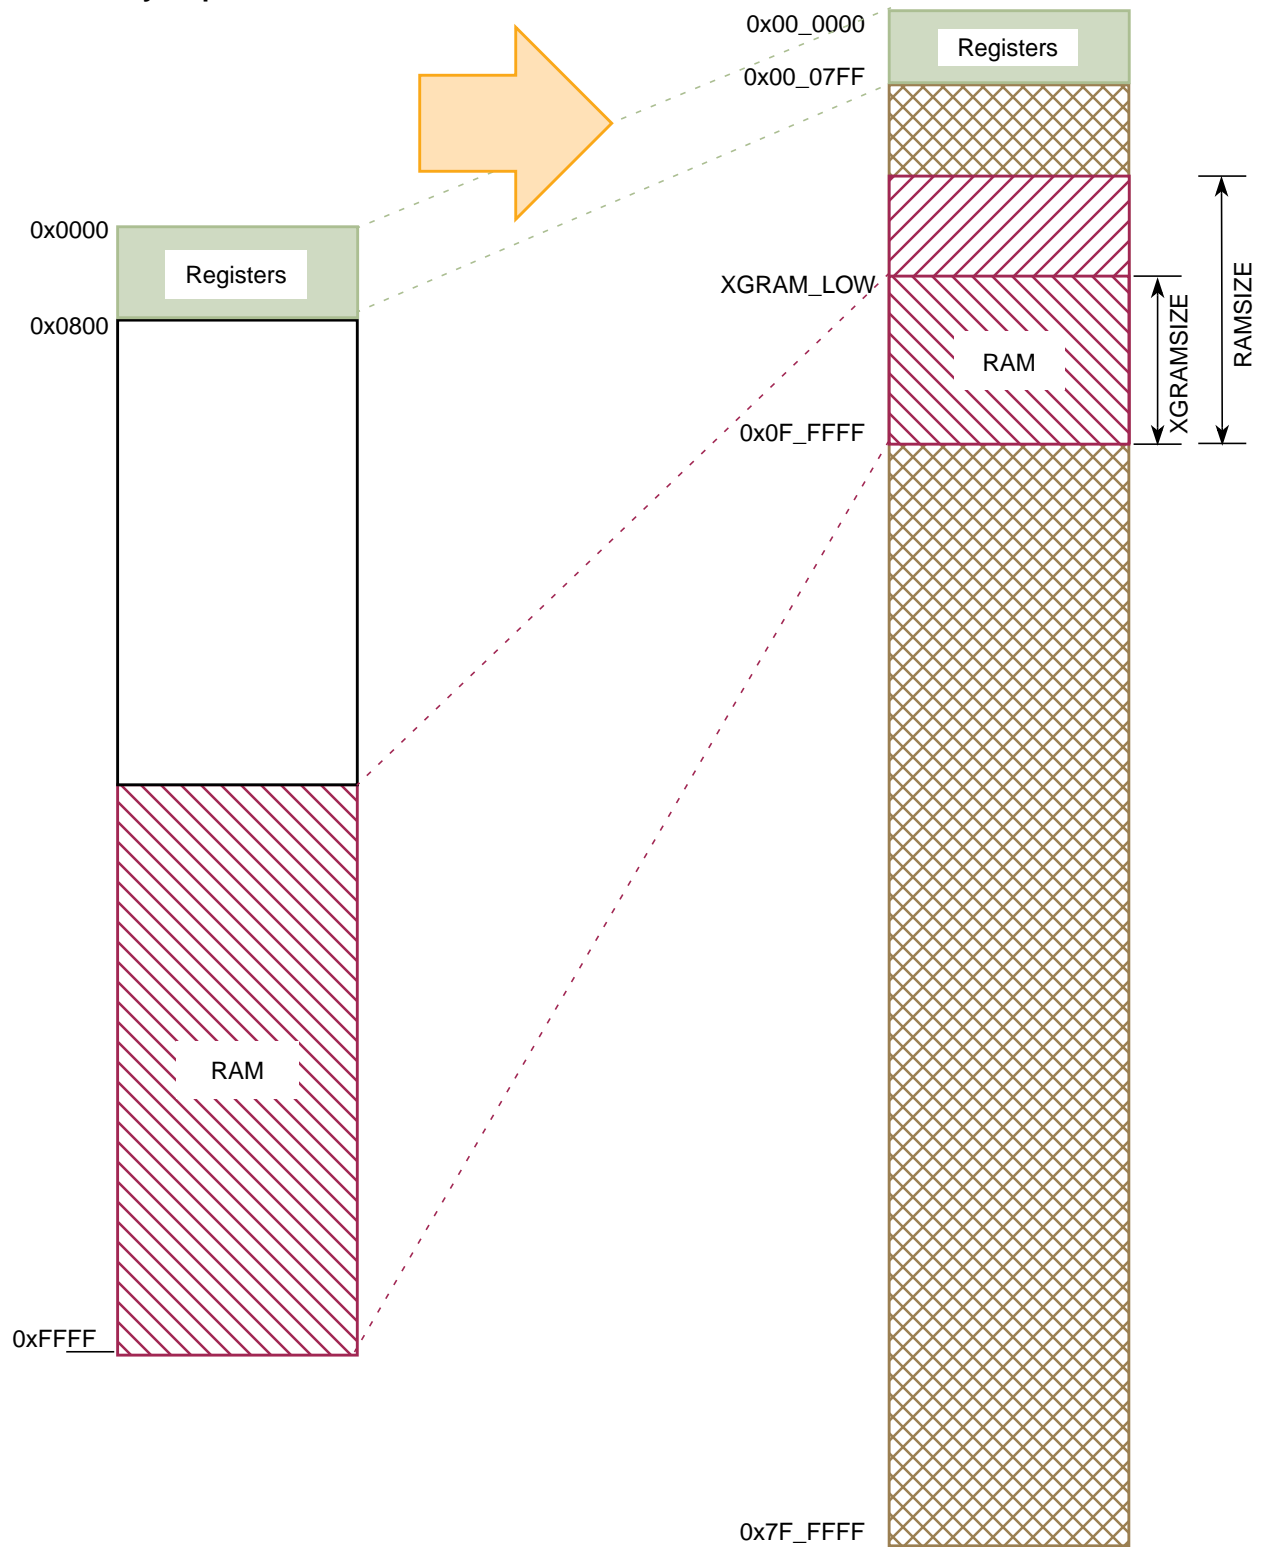 0x00_0000
Registers
0x00_07FF
0x0000
Registers
0x0800
XGRAM_LOW
RAM
XGRAMSIZE
RAMSIZE
0x0F_FFFF
RAM
0xFFFF
0x7F_FFFF